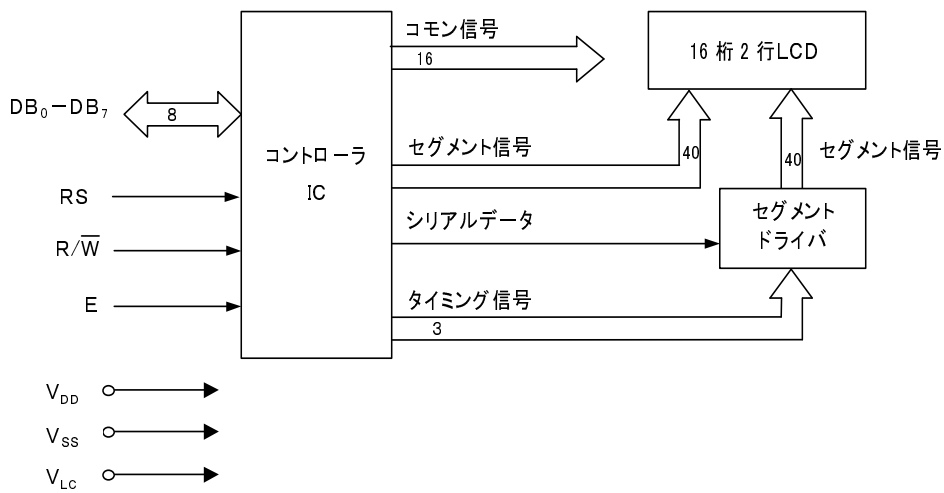 コモン信号
16
16 桁 2 行LCD
DB₀－DB₇
8
コントローラ
IC
セグメント信号
40
40
セグメント信号
RS
シリアルデータ
セグメント
ドライバ
R/W̅
E
タイミング信号
3
V_DD
V_SS
V_LC